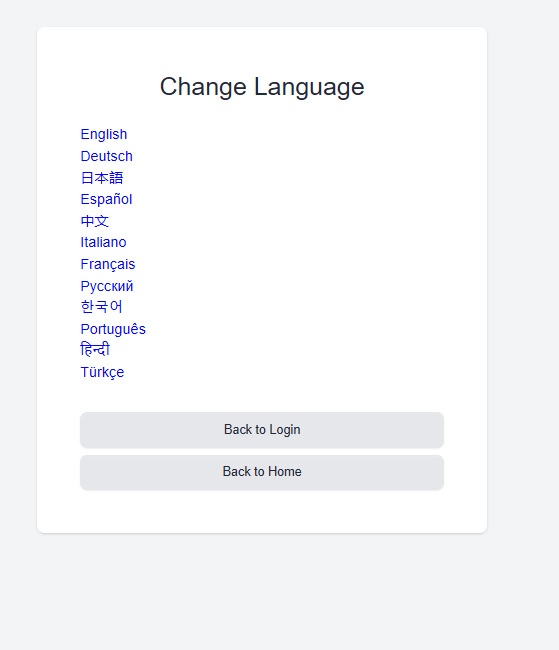 Change Language
English
Deutsch
日本語
Español
中文
Italiano
Français
Русский
한국어
Português
हिन्दी
Türkçe
Back to Login
Back to Home